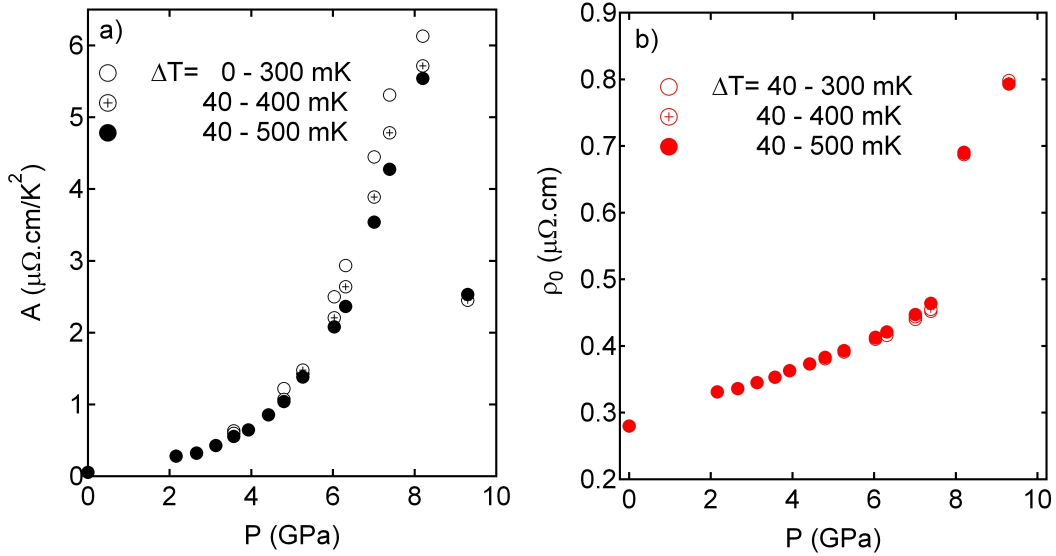 a)
ΔT= 0 - 300 mK
40 - 400 mK
40 - 500 mK
A (μΩ.cm/K²)
6
5
4
3
2
1
0
0 2 4 6 8 10
P (GPa)
b)
ΔT= 40 - 300 mK
40 - 400 mK
40 - 500 mK
ρ₀ (μΩ.cm)
0.9
0.8
0.7
0.6
0.5
0.4
0.3
0.2
0 2 4 6 8 10
P (GPa)